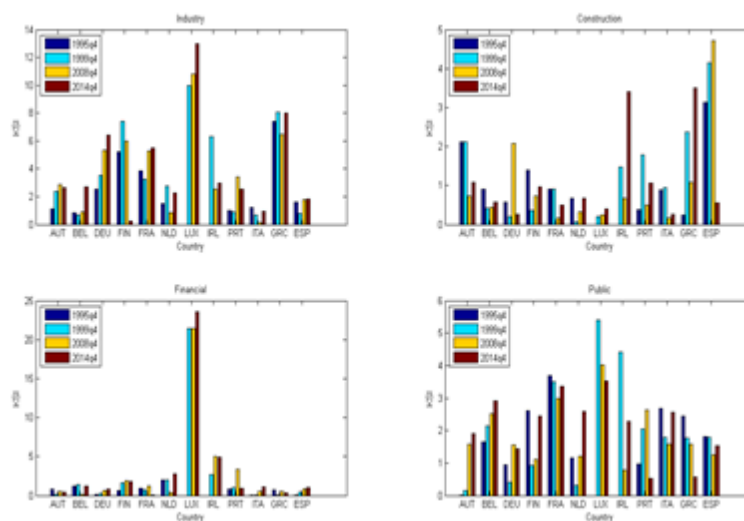 Industry
14
12
10
8
6
4
2
0
1995q4
1999q4
2008q4
2014q4
AUT BEL DEU FIN FRA NLD LUX IRL PRT ITA GRC ESP
Country
Construction
5
4
3
2
1
0
1995q4
1999q4
2008q4
2014q4
AUT BEL DEU FIN FRA NLD LUX IRL PRT ITA GRC ESP
Country
Financial
25
20
15
10
5
0
1995q4
1999q4
2008q4
2014q4
AUT BEL DEU FIN FRA NLD LUX IRL PRT ITA GRC ESP
Country
Public
6
5
4
3
2
1
0
1995q4
1999q4
2008q4
2014q4
AUT BEL DEU FIN FRA NLD LUX IRL PRT ITA GRC ESP
Country